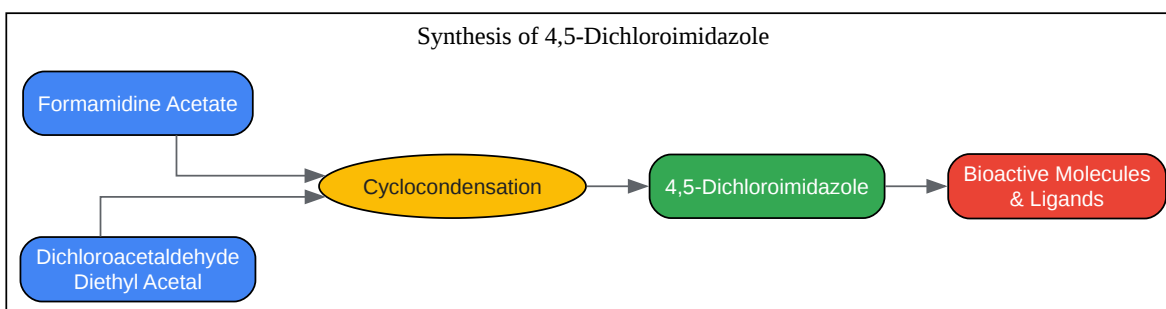 Synthesis of 4,5-Dichloroimidazole
Formamidine Acetate
Cyclocondensation
4,5-Dichloroimidazole
Bioactive Molecules
& Ligands
Dichloroacetaldehyde
Diethyl Acetal